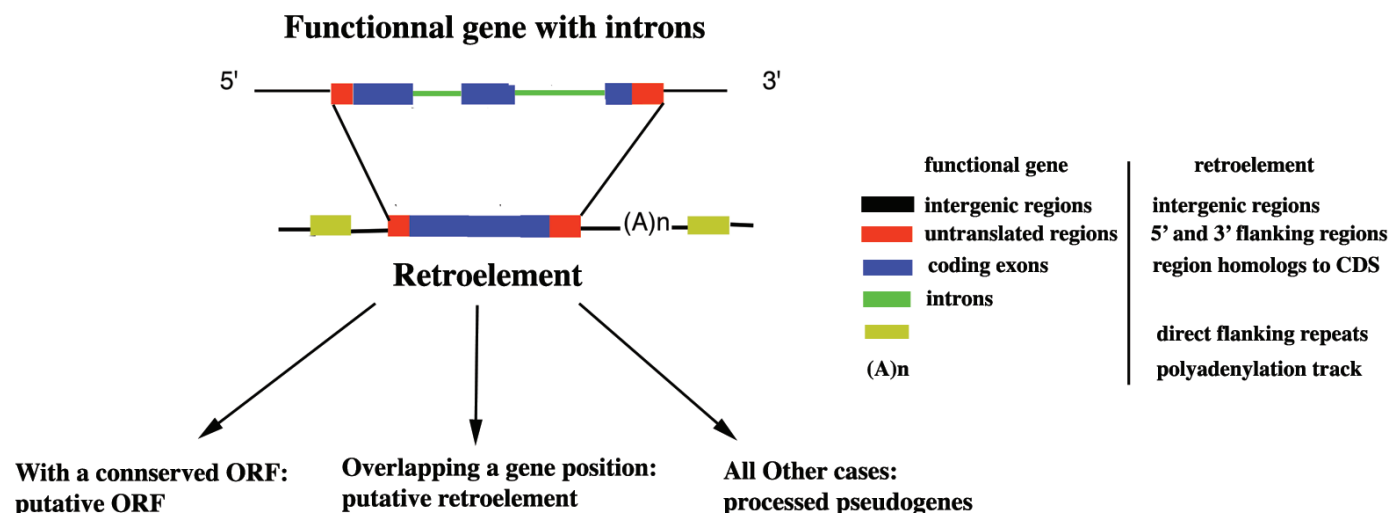 Functionnal gene with introns
5'
3'
(A)n
Retroelement
functional gene
retroelement
intergenic regions
intergenic regions
untranslated regions
5’ and 3’ flanking regions
coding exons
region homologs to CDS
introns
direct flanking repeats
(A)n
polyadenylation track
With a connserved ORF:
putative ORF
Overlapping a gene position:
putative retroelement
All Other cases:
processed pseudogenes